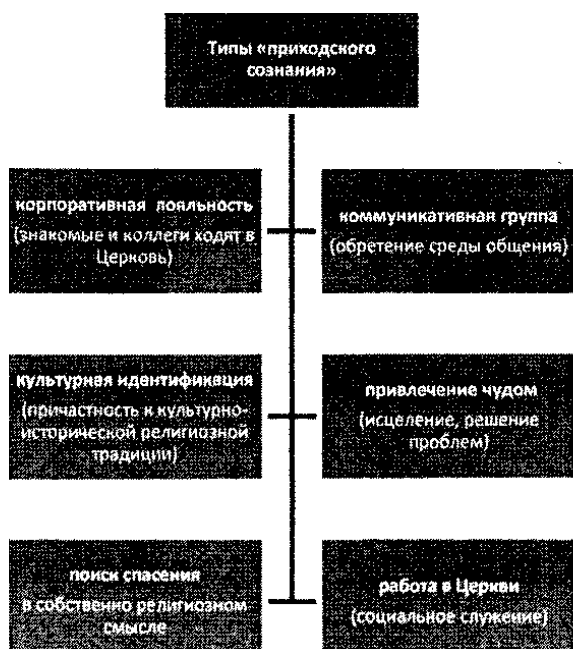 Типы «приходского
сознания»
корпоративная лояльность
(знакомые и коллеги ходят в
Церковь)
коммуникативная группа
(обретение среды общения)
культурная идентификация
(причастность к культурно-
исторической религиозной
традиции)
привлечение чудом
(исцеление, решение
проблем)
поиски спасения
в собственно религиозном
смысле
работа в Церкви
(социальное служение)